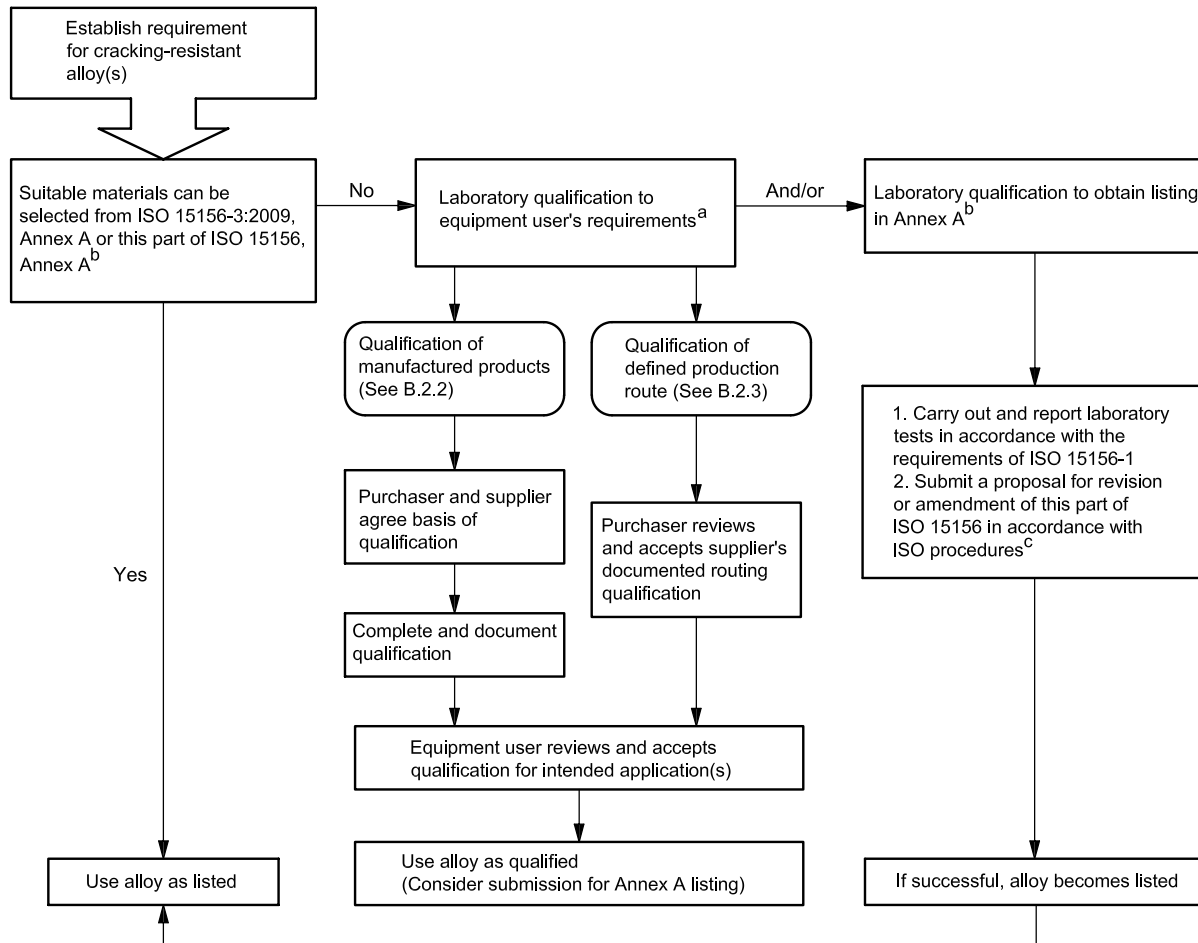 Establish requirement
for cracking-resistant
alloy(s)
Suitable materials can be
selected from ISO 15156-3:2009,
Annex A or this part of ISO 15156,
Annex Ab
No
Laboratory qualification to
equipment user's requirementsa
And/or
Laboratory qualification to obtain listing
in Annex Ab
Qualification of
manufactured products
(See B.2.2)
Qualification of
defined production
route (See B.2.3)
1. Carry out and report laboratory
tests in accordance with the
requirements of ISO 15156-1
2. Submit a proposal for revision
or amendment of this part of
ISO 15156 in accordance with
ISO proceduresc
Purchaser and supplier
agree basis of
qualification
Purchaser reviews
and accepts supplier's
documented routing
qualification
Yes
Complete and document
qualification
Equipment user reviews and accepts
qualification for intended application(s)
Use alloy as listed
Use alloy as qualified
(Consider submission for Annex A listing)
If successful, alloy becomes listed